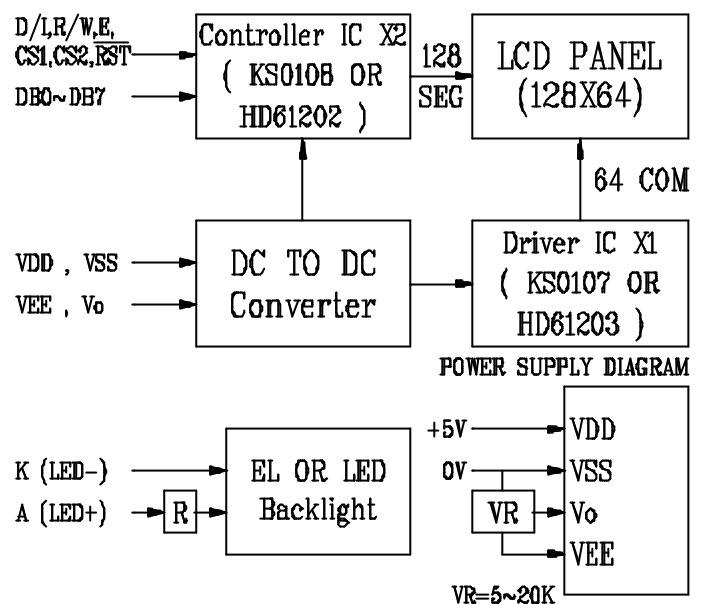 D/I,R/W,E,
CS1,CS2,RST
DB0~DB7
Controller IC X2
( KS0108 OR
HD61202 )
128
SEG
LCD PANEL
(128X64)
64 COM
VDD , VSS
VEE , Vo
DC TO DC
Converter
Driver IC X1
( KS0107 OR
HD61203 )
POWER SUPPLY DIAGRAM
K (LED-)
A (LED+)
R
EL OR LED
Backlight
+5V
0V
VR
VDD
VSS
Vo
VEE
VR=5~20K